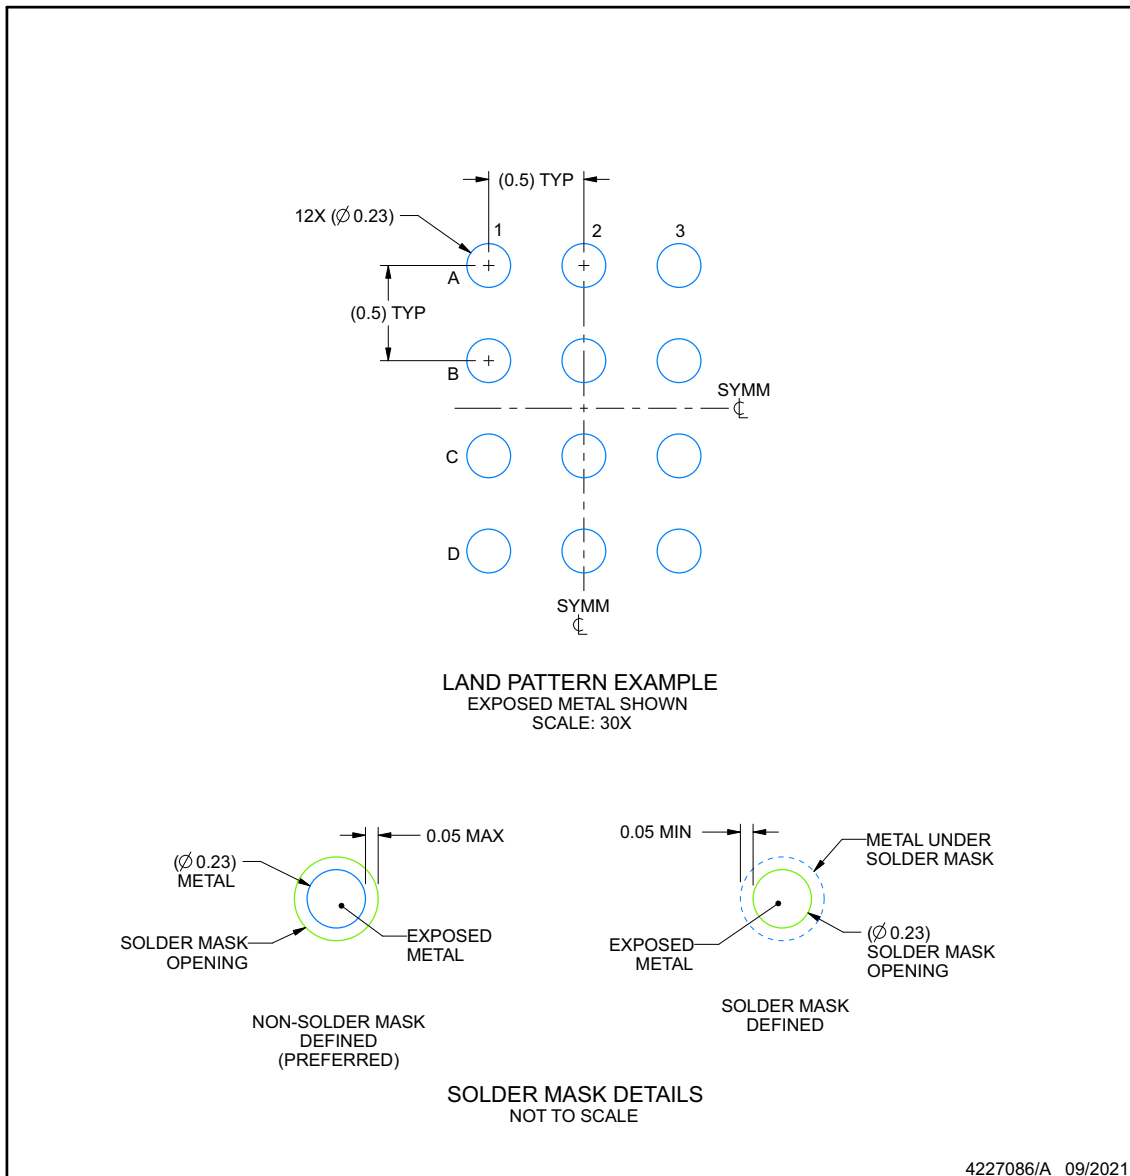 (0.5) TYP
12X (∅ 0.23)
1
2
3
A
(0.5) TYP
B
SYMM
℄
C
D
SYMM
℄
LAND PATTERN EXAMPLE
EXPOSED METAL SHOWN
SCALE: 30X
0.05 MAX
(∅ 0.23)
METAL
SOLDER MASK
OPENING
EXPOSED
METAL
NON-SOLDER MASK
DEFINED
(PREFERRED)
0.05 MIN
METAL UNDER
SOLDER MASK
EXPOSED
METAL
(∅ 0.23)
SOLDER MASK
OPENING
SOLDER MASK
DEFINED
SOLDER MASK DETAILS
NOT TO SCALE
4227086/A 09/2021